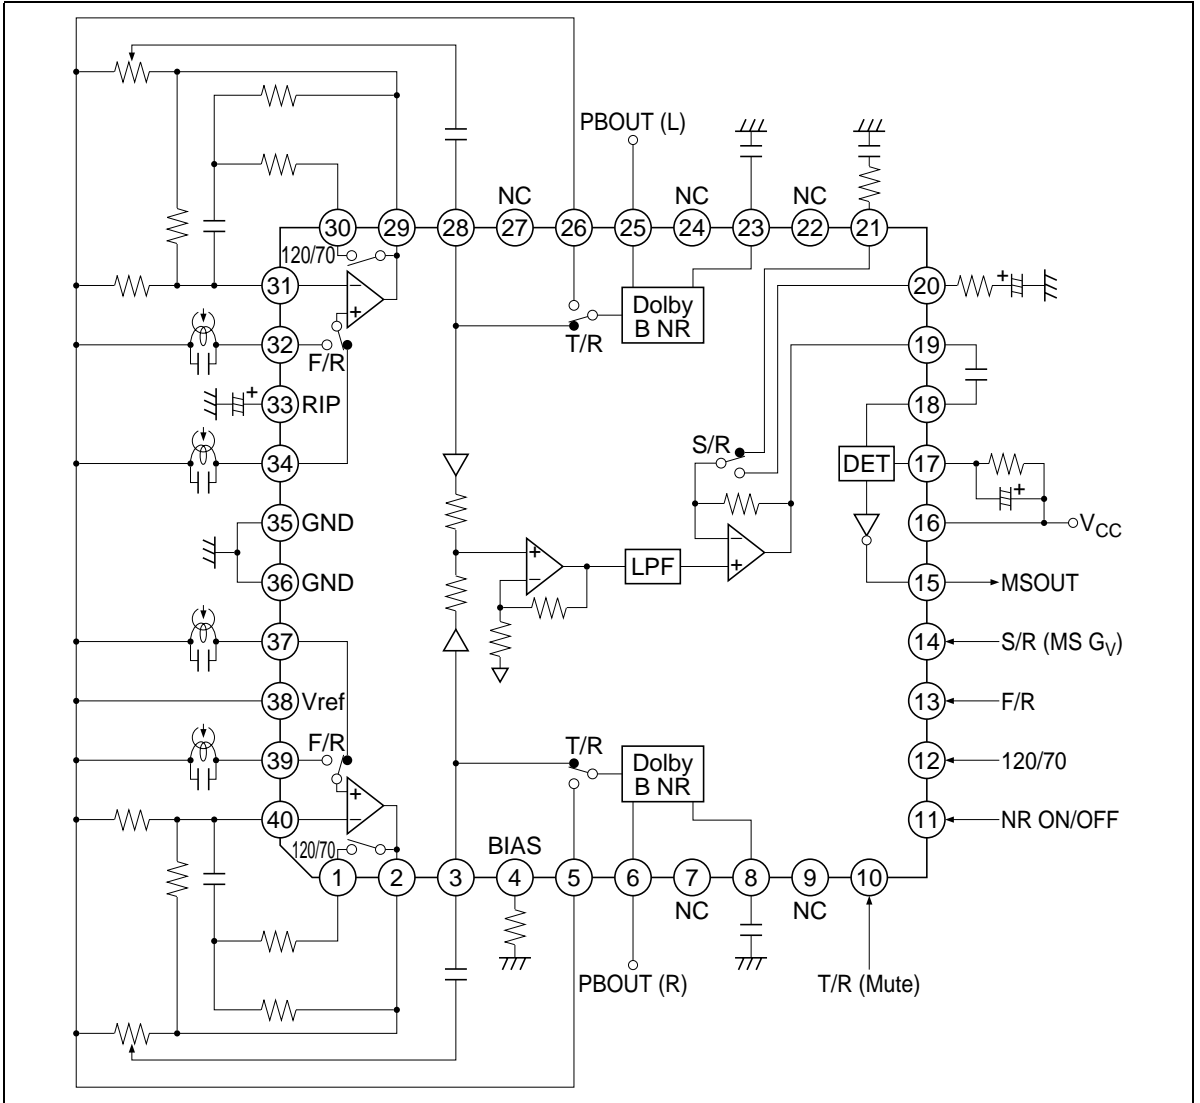 PBOUT (L)
NC
NC
NC
30
29
28
27
26
25
24
23
22
21
120/70
31
20
Dolby
B NR
T/R
32
F/R
19
33
RIP
18
34
S/R
DET
17
35
GND
16
VCC
LPF
36
GND
15
MSOUT
37
14
S/R (MS GV)
38
Vref
13
F/R
39
F/R
T/R
Dolby
B NR
12
120/70
40
11
NR ON/OFF
120/70
BIAS
1
2
3
4
5
6
7
8
9
10
NC
NC
PBOUT (R)
T/R (Mute)